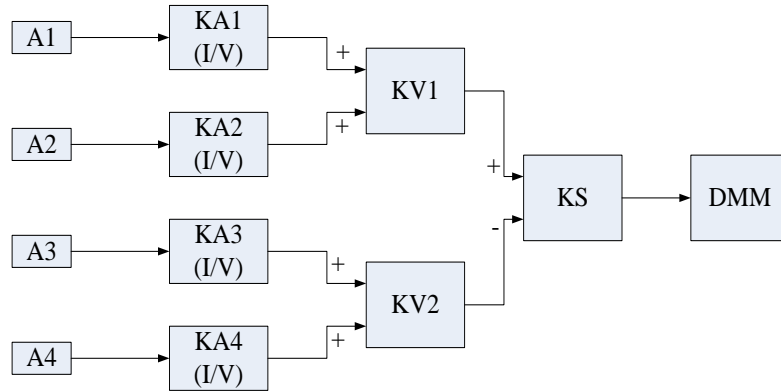 A1
KA1
(I/V)
+
KV1
A2
KA2
(I/V)
+
+
KS
DMM
-
A3
KA3
(I/V)
+
KV2
A4
KA4
(I/V)
+